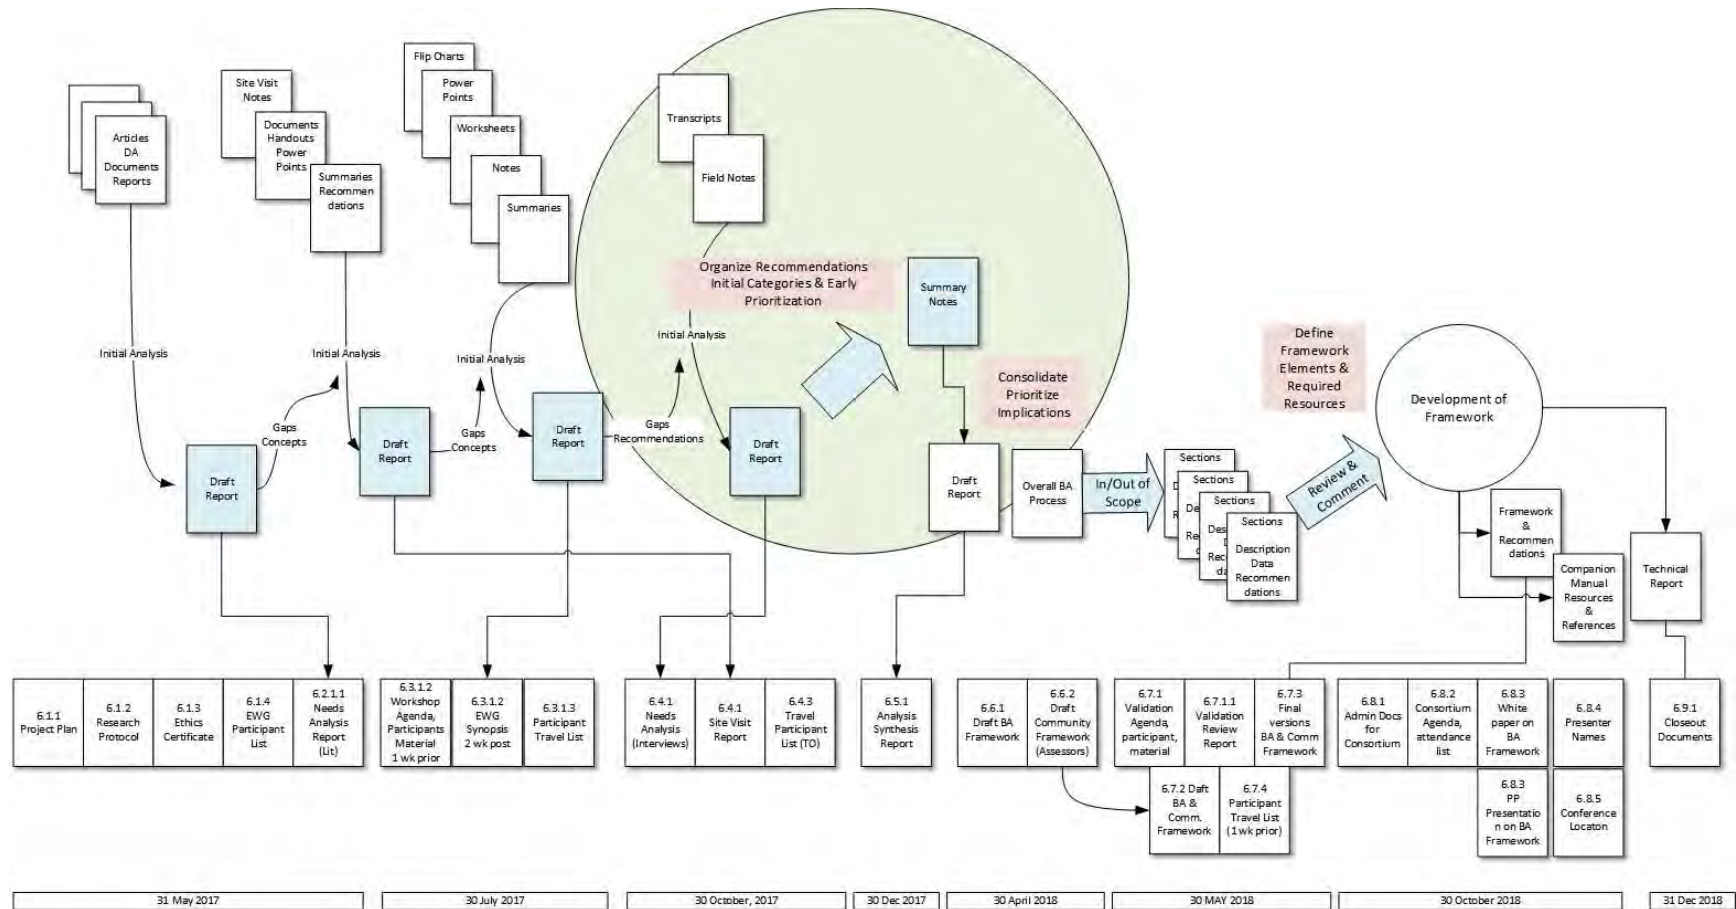 Articles
DA
Documents
Reports
Site Visit
Notes
Documents
Handouts
Power
Points
Summaries
Recommen
dations
Flip Charts
Power
Points
Worksheets
Notes
Summaries
Transcripts
Field Notes
Organize Recommendations
Initial Categories & Early
Prioritization
Summary
Notes
Initial Analysis
Initial Analysis
Initial Analysis
Initial Analysis
Gaps
Concepts
Gaps
Concepts
Gaps
Recommendations
Draft
Report
Draft
Report
Draft
Report
Draft
Report
Consolidate
Prioritize
Implications
Draft
Report
Overall BA
Process
In/Out of
Scope
Sections
D
R
Sections
De
Rec
d
Sections
Des
D
Reco
da
Sections
Description
Data
Recommen
dations
Review &
Comment
Define
Framework
Elements &
Required
Resources
Development of
Framework
Framework
&
Recommen
dations
Companion
Manual
Resources
&
References
Technical
Report
6.1.1
Project Plan
6.1.2
Research
Protocol
6.1.3
Ethics
Certificate
6.1.4
EWG
Participant
List
6.2.1.1
Needs
Analysis
Report
(Lit)
6.3.1.2
Workshop
Agenda,
Participants
Material
1 wk prior
6.3.1.2
EWG
Synopsis
2 wk post
6.3.1.3
Participant
Travel List
6.4.1
Needs
Analysis
(Interviews)
6.4.1
Site Visit
Report
6.4.3
Travel
Participant
List (TO)
6.5.1
Analysis
Synthesis
Report
6.6.1
Draft BA
Framework
6.6.2
Draft
Community
Framework
(Assessors)
6.7.1
Validation
Agenda,
participant,
material
6.7.1.1
Validation
Review
Report
6.7.3
Final
versions
BA & Comm
Framework
6.7.2 Daft
BA &
Comm.
Framework
6.7.4
Participant
Travel List
(1 wk prior)
6.8.1
Admin Docs
for
Consortium
6.8.2
Consortium
Agenda,
attendance
list
6.8.3
White
paper on
BA
Framework
6.8.4
Presenter
Names
6.8.3
PP
Presentatio
n on BA
Framework
6.8.5
Conference
Locaton
6.9.1
Closeout
Documents
31 May 2017
30 July 2017
30 October, 2017
30 Dec 2017
30 April 2018
30 MAY 2018
30 October 2018
31 Dec 2018